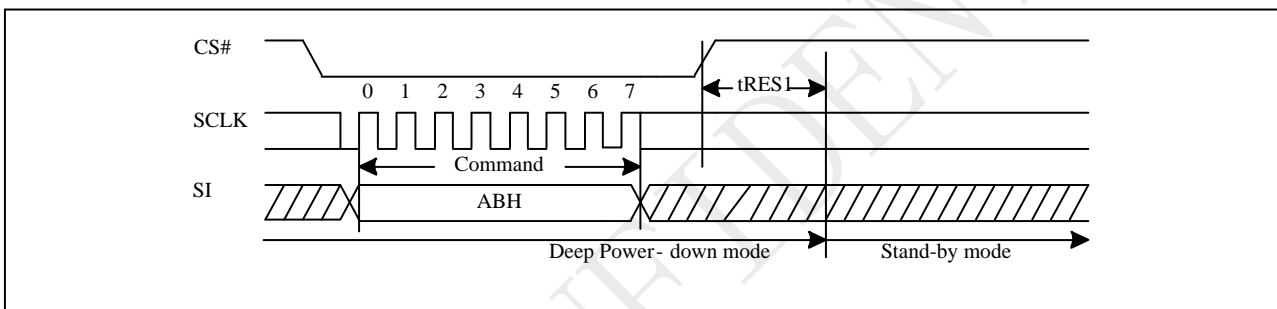 CS#
tRES1
0 1 2 3 4 5 6 7
SCLK
Command
SI
ABH
Deep Power- down mode Stand-by mode